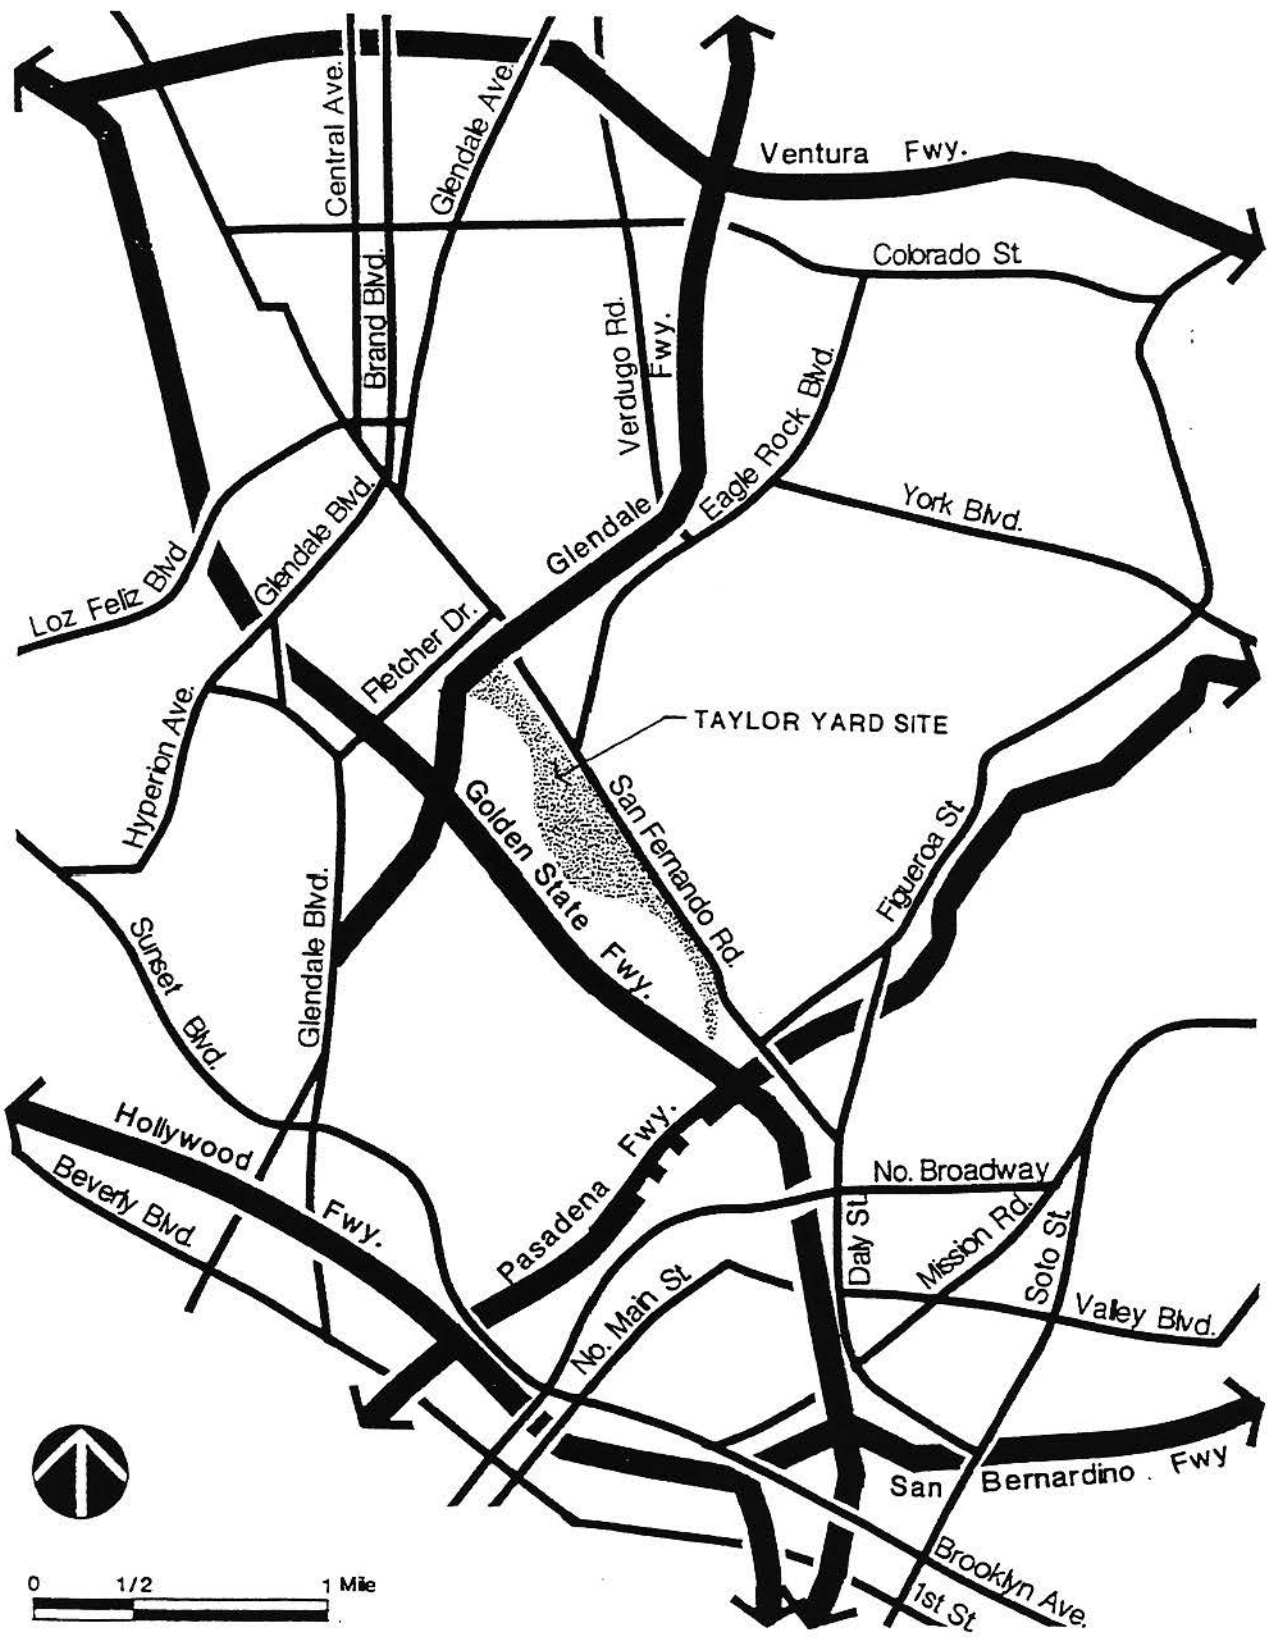 Central Ave.
Glendale Ave.
Ventura Fwy.
Colorado St
Brand Blvd.
Verdugo Rd.
Fwy.
Eagle Rock Blvd.
York Blvd.
Glendale
Glendale Blvd.
Loz Feliz Blvd
Fletcher Dr.
Hyperion Ave.
TAYLOR YARD SITE
Golden State Fwy.
San Fernando Rd.
Figueroa St
Glendale Blvd.
Sunset Blvd.
Hollywood Fwy.
Beverly Blvd.
Pasadena Fwy.
No. Broadway
Daly St.
Mission Rd.
Soto St
No. Main St
Valley Blvd.
San Bernardino . Fwy
Brooklyn Ave.
1st St
0 1/2 1 Mile